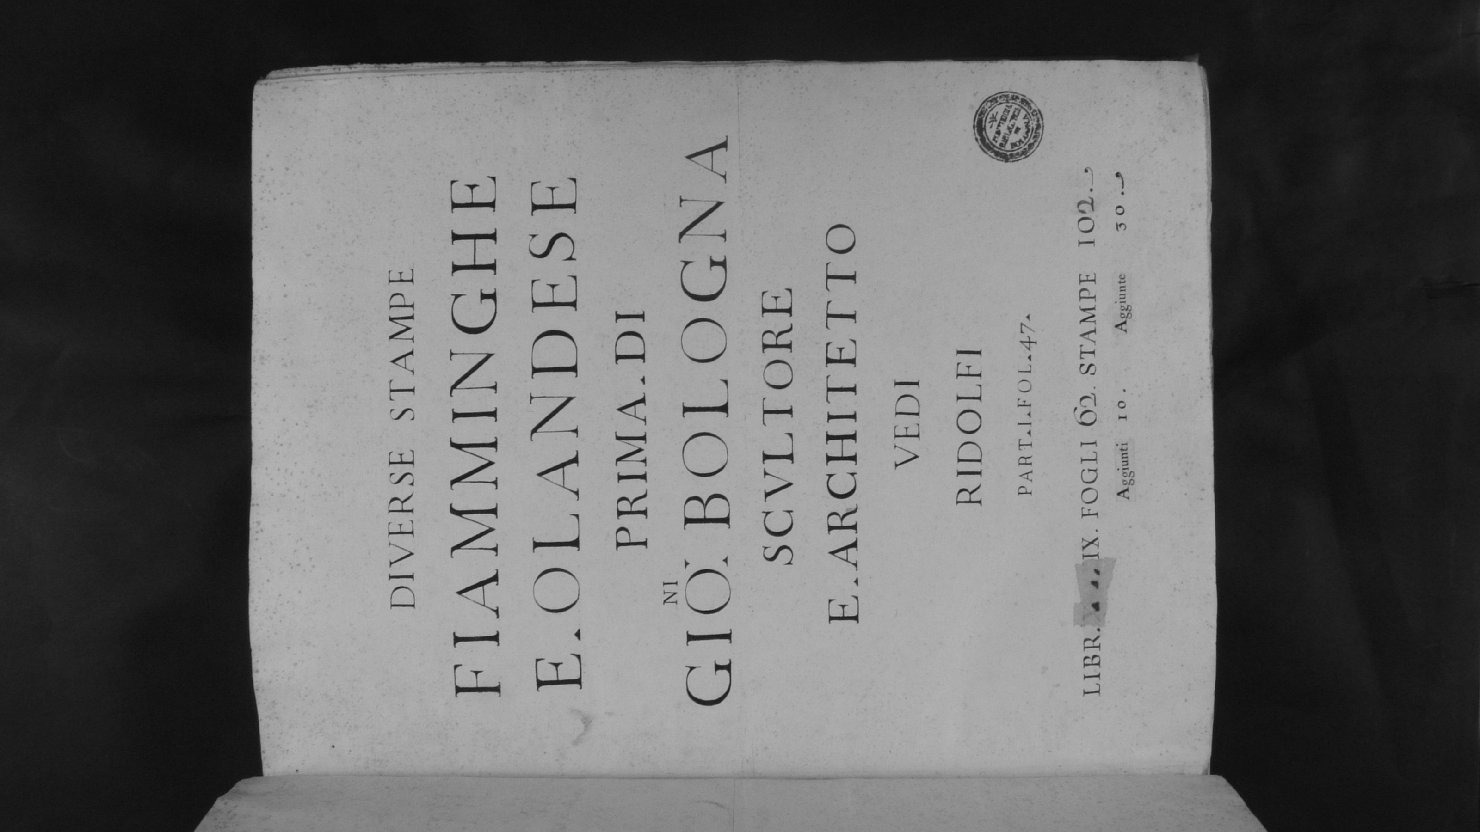 DIVERSE STAMPE
FIAMMINGHE
E. OLANDESE
PRIMA. DI
NI
GIO. BOLOGNA
SCVLTORE
E. ARCHITETTO
VEDI
RIDOLFI
PART. I. FOL. 47.
LIBR. IX. FOGLI 62. STAMPE 102.
Aggiunti 10. Aggiunte 30.